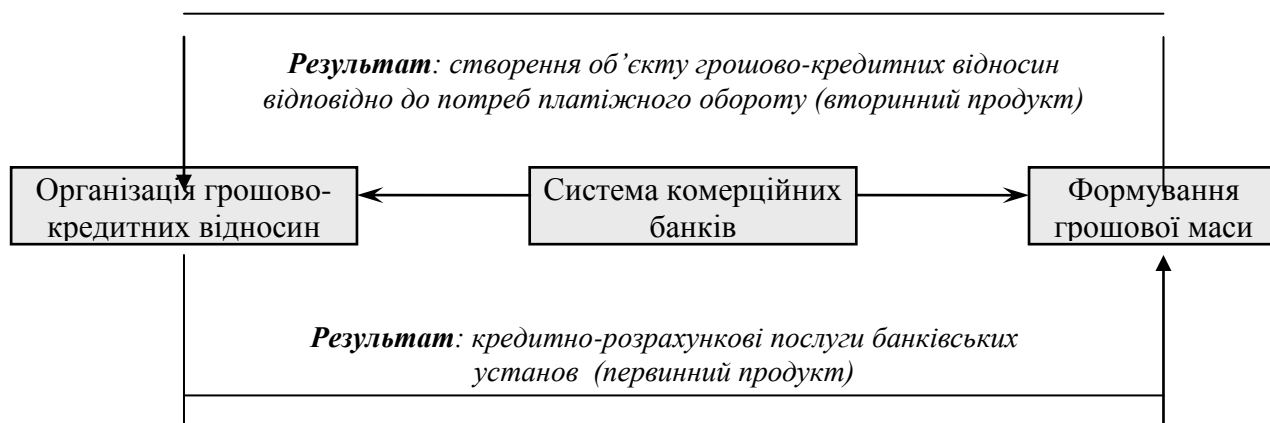 Результат: створення об’єкту грошово-кредитних відносин
відповідно до потреб платіжного обороту (вторинний продукт)
Організація грошово-
кредитних відносин
Система комерційних
банків
Формування
грошової маси
Результат: кредитно-розрахункові послуги банківських
установ (первинний продукт)